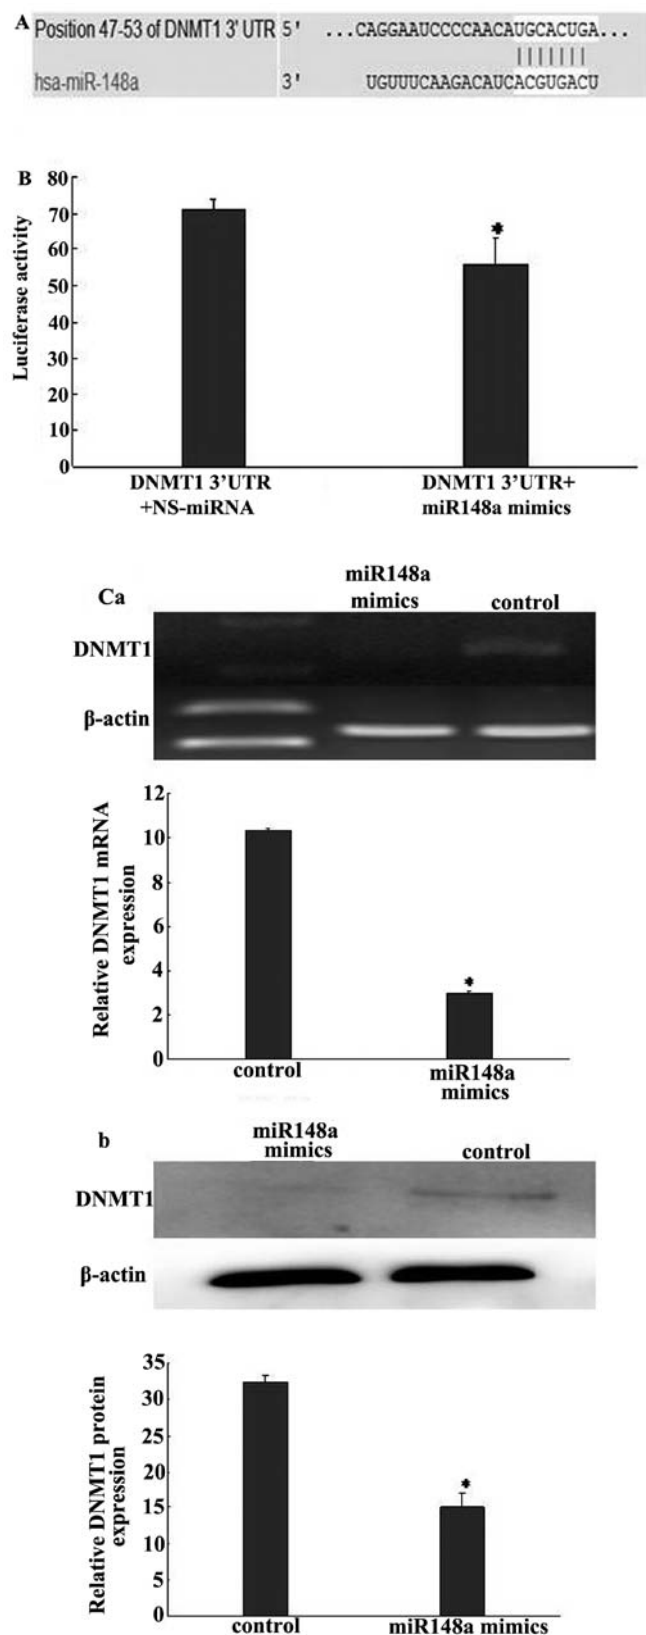 A
Position 47-53 of DNMT1 3' UTR 5' ...CAGGAAUCCCCAACAUGCACUGA...
hsa-miR-148a 3' UGUUUCAAGACAUCACGUGACU
B
80
70
60
50
40
30
20
10
0
Luciferase activity
*
DNMT1 3'UTR
+NS-miRNA
DNMT1 3'UTR+
miR148a mimics
Ca
miR148a
mimics
control
DNMT1
β-actin
12
10
8
6
4
2
0
Relative DNMT1 mRNA
expression
*
control
miR148a
mimics
b
miR148a
mimics
control
DNMT1
β-actin
35
30
25
20
15
10
5
0
Relative DNMT1 protein
expression
*
control
miR148a mimics